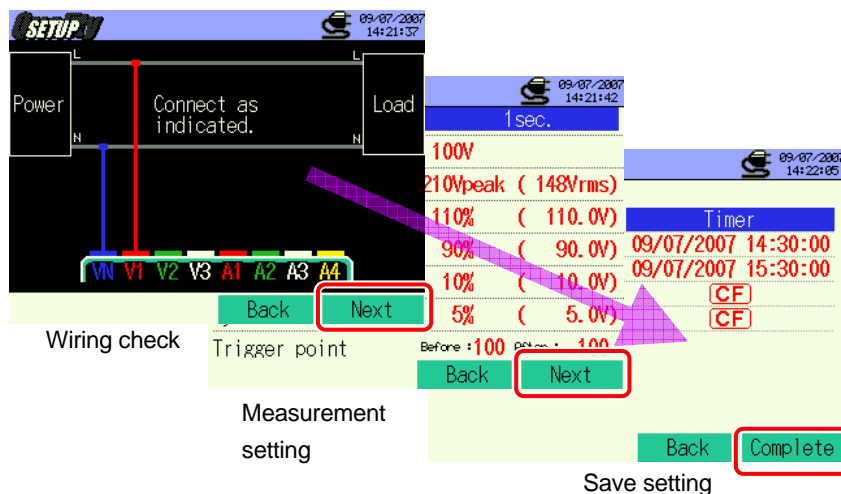 SETUP
09/07/2007
14:21:37
L
L
Power
Connect as
indicated.
Load
N
N
VN V1 V2 V3 A1 A2 A3 A4
Back Next
Wiring check
09/07/2007
14:21:42
1sec.
100V
210Vpeak ( 148Vrms)
110% ( 110.0V)
90% ( 90.0V)
10% ( 10.0V)
5% ( 5.0V)
Trigger point Before :100 : 100
Back Next
Measurement
setting
09/07/2007
14:22:05
Timer
09/07/2007 14:30:00
09/07/2007 15:30:00
CF
CF
Back Complete
Save setting